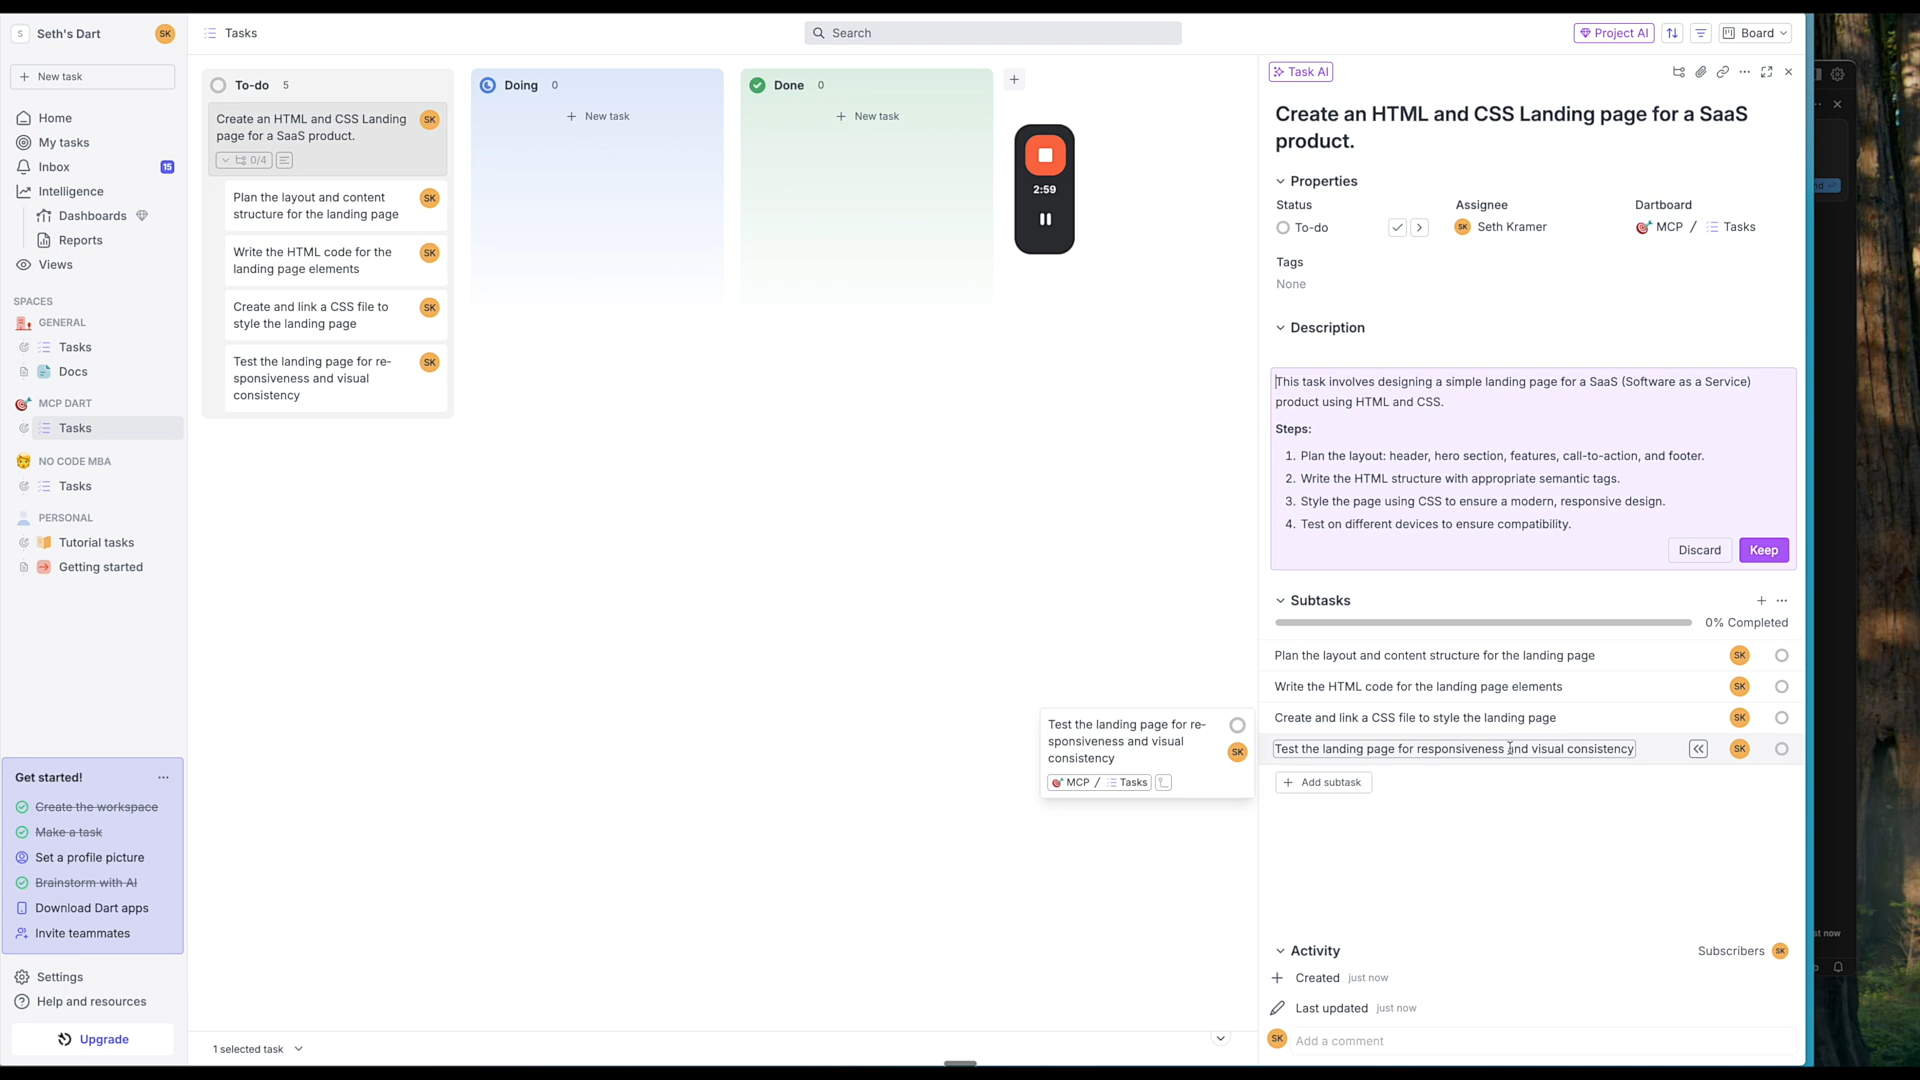 S Seth's Dart SK
New task
Home
My tasks
Inbox 15
Intelligence
Dashboards
Reports
Views
SPACES
GENERAL
Tasks
Docs
MCP DART
Tasks
NO CODE MBA
Tasks
PERSONAL
Tutorial tasks
Getting started
Get started!
Create the workspace
Make a task
Set a profile picture
Brainstorm with AI
Download Dart apps
Invite teammates
Settings
Help and resources
Upgrade
Tasks
Search
Project AI
Board
To-do 5
Create an HTML and CSS Landing
page for a SaaS product.
SK
0/4
Plan the layout and content
structure for the landing page
SK
Write the HTML code for the
landing page elements
SK
Create and link a CSS file to
style the landing page
SK
Test the landing page for re-
sponsiveness and visual
consistency
SK
Doing 0
New task
Done 0
New task
2:59
Test the landing page for re-
sponsiveness and visual
consistency
SK
MCP / Tasks
1 selected task
Task AI
Create an HTML and CSS Landing page for a SaaS
product.
Properties
Status Assignee Dartboard
To-do SK Seth Kramer MCP / Tasks
Tags
None
Description
This task involves designing a simple landing page for a SaaS (Software as a Service)
product using HTML and CSS.
Steps:
1. Plan the layout: header, hero section, features, call-to-action, and footer.
2. Write the HTML structure with appropriate semantic tags.
3. Style the page using CSS to ensure a modern, responsive design.
4. Test on different devices to ensure compatibility.
Discard Keep
Subtasks
0% Completed
Plan the layout and content structure for the landing page SK
Write the HTML code for the landing page elements SK
Create and link a CSS file to style the landing page SK
Test the landing page for responsiveness and visual consistency SK
Add subtask
Activity Subscribers SK
Created just now
Last updated just now
SK Add a comment
now